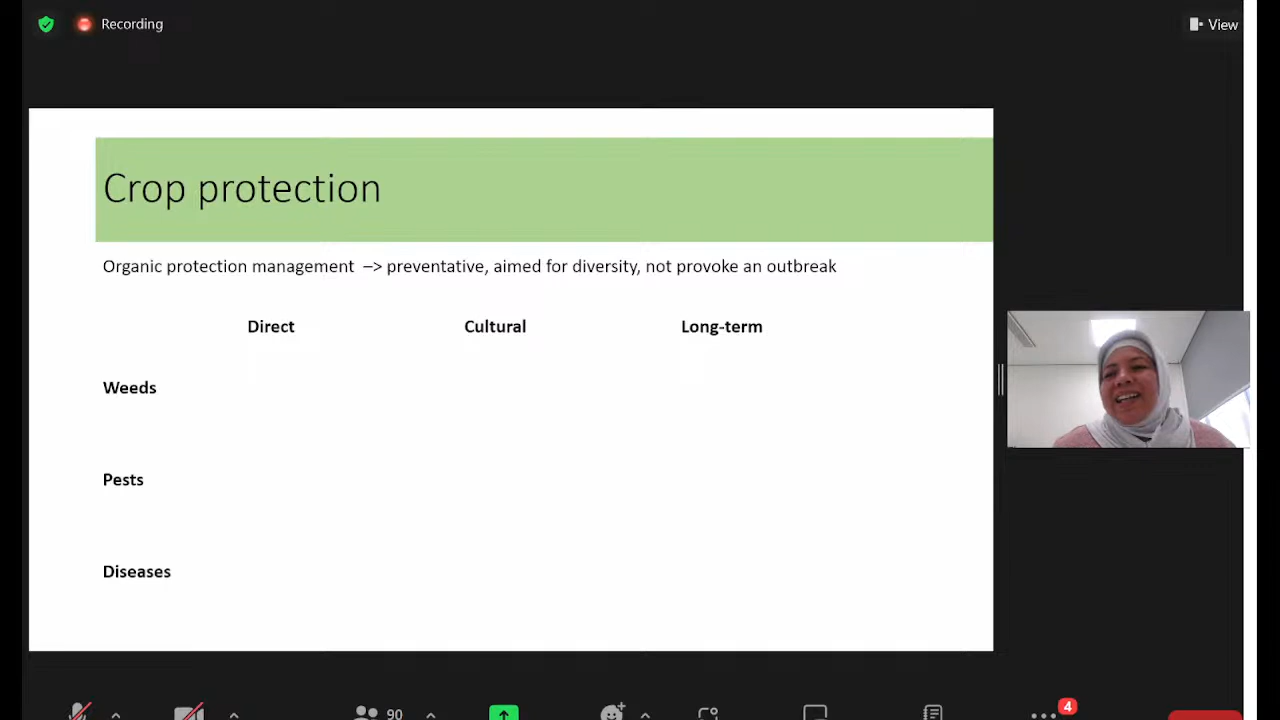 Recording
View
Crop protection
Organic protection management –> preventative, aimed for diversity, not provoke an outbreak
Direct Cultural Long-term
Weeds
Pests
Diseases
90
4